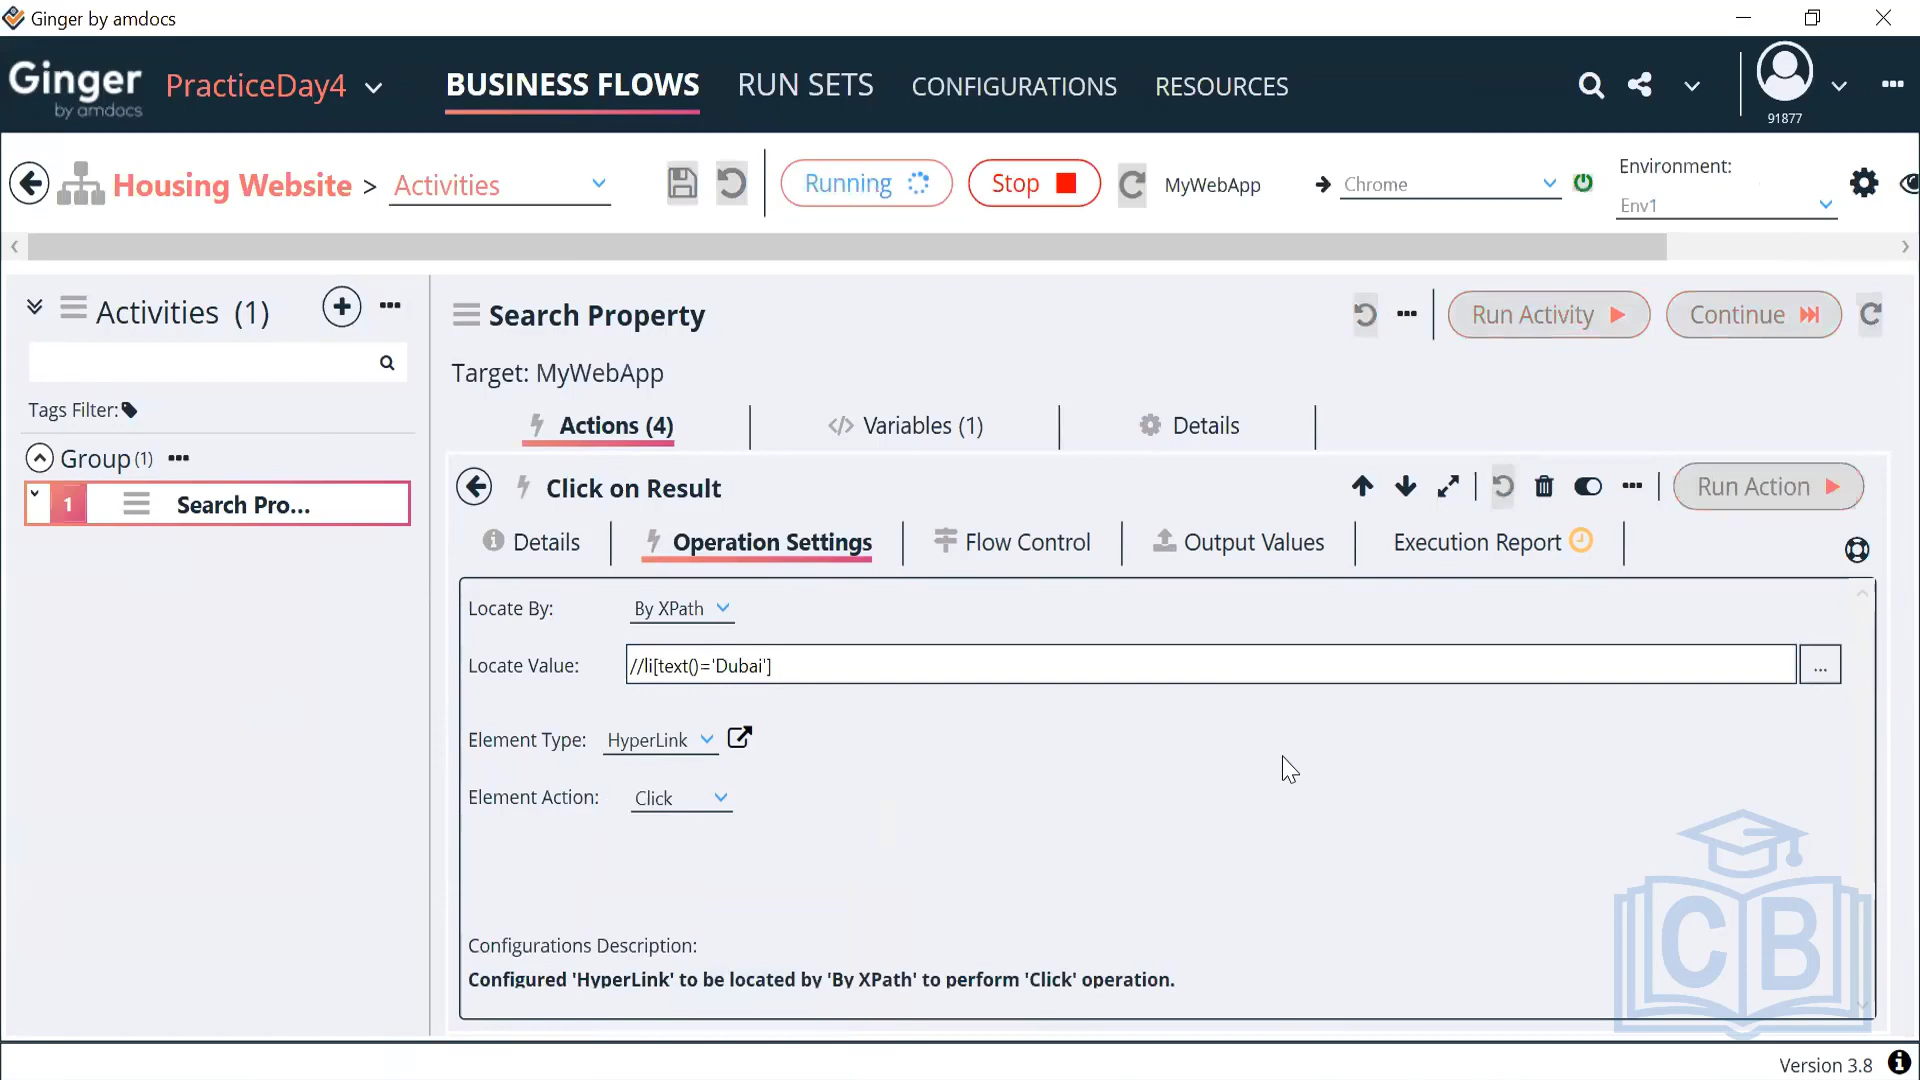 Ginger by amdocs
Ginger by amdocs PracticeDay4 BUSINESS FLOWS RUN SETS CONFIGURATIONS RESOURCES
91877
Housing Website > Activities Running Stop MyWebApp Chrome Environment:
Env1
Activities (1) Search Property Run Activity Continue
Target: MyWebApp
Tags Filter: Actions (4) Variables (1) Details
Group (1)
Click on Result Run Action
1 Search Pro...
Details Operation Settings Flow Control Output Values Execution Report
Locate By: By XPath
Locate Value: //li[text()='Dubai'] ...
Element Type: HyperLink
Element Action: Click
Configurations Description:
Configured 'HyperLink' to be located by 'By XPath' to perform 'Click' operation.
CB
Version 3.8